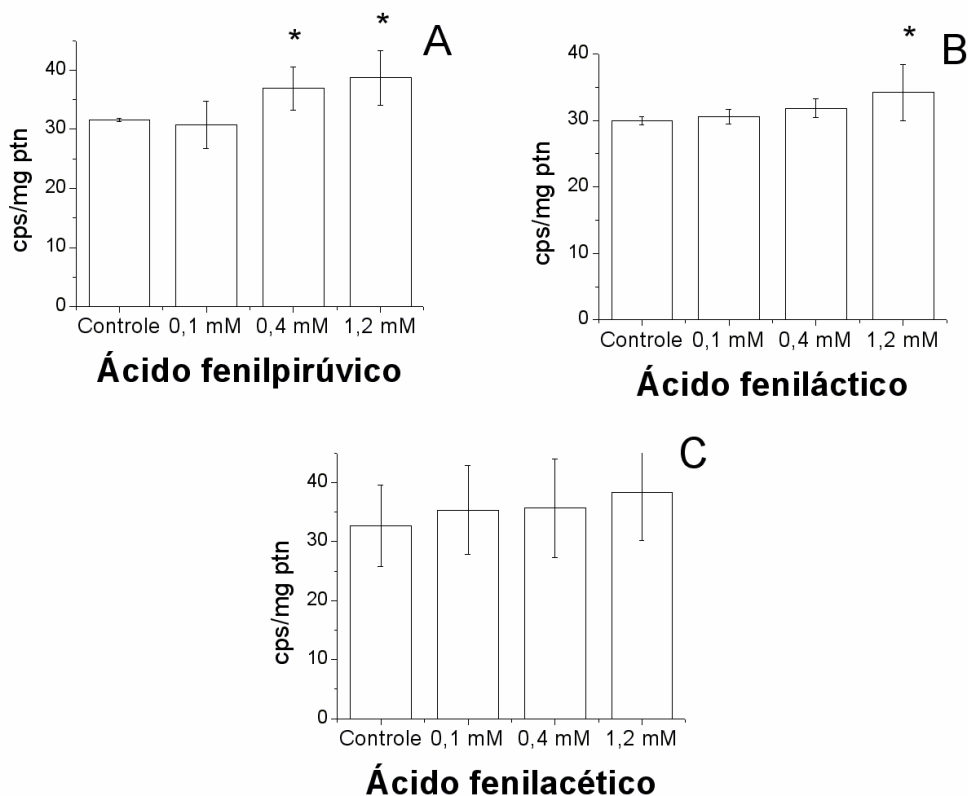 A
*
*
40
30
20
10
0
cps/mg ptn
Controle 0,1 mM 0,4 mM 1,2 mM
Ácido fenilpirúvico
B
*
40
30
20
10
0
cps/mg ptn
Controle 0,1 mM 0,4 mM 1,2 mM
Ácido feniláctico
C
40
30
20
10
0
cps/mg ptn
Controle 0,1 mM 0,4 mM 1,2 mM
Ácido fenilacético